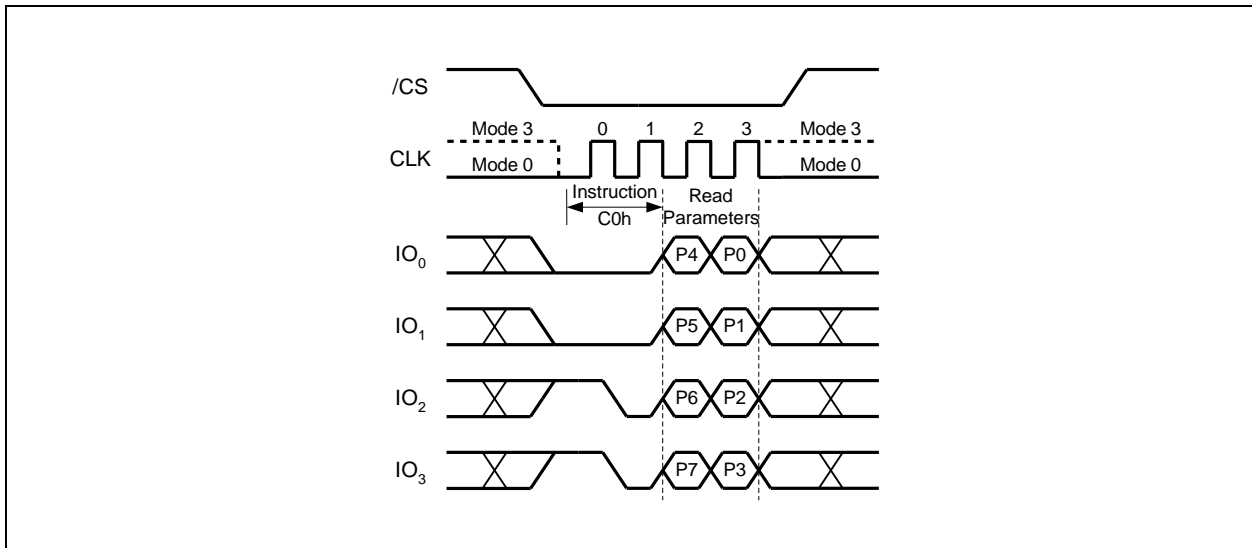 /CS
Mode 3 0 1 2 3 Mode 3
CLK
Mode 0 Mode 0
Instruction Read
C0h Parameters
IO0 P4 P0
IO1 P5 P1
IO2 P6 P2
IO3 P7 P3